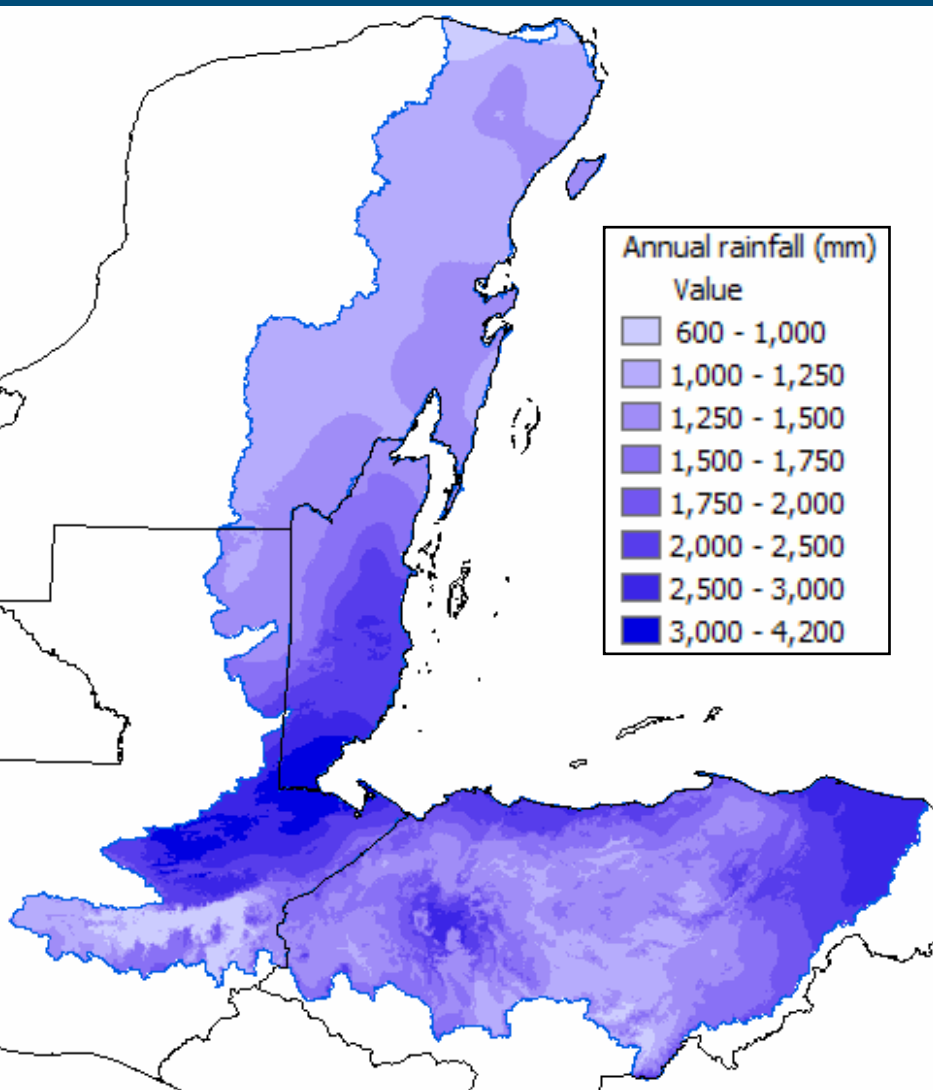 Annual rainfall (mm)
Value
600 - 1,000
1,000 - 1,250
1,250 - 1,500
1,500 - 1,750
1,750 - 2,000
2,000 - 2,500
2,500 - 3,000
3,000 - 4,200